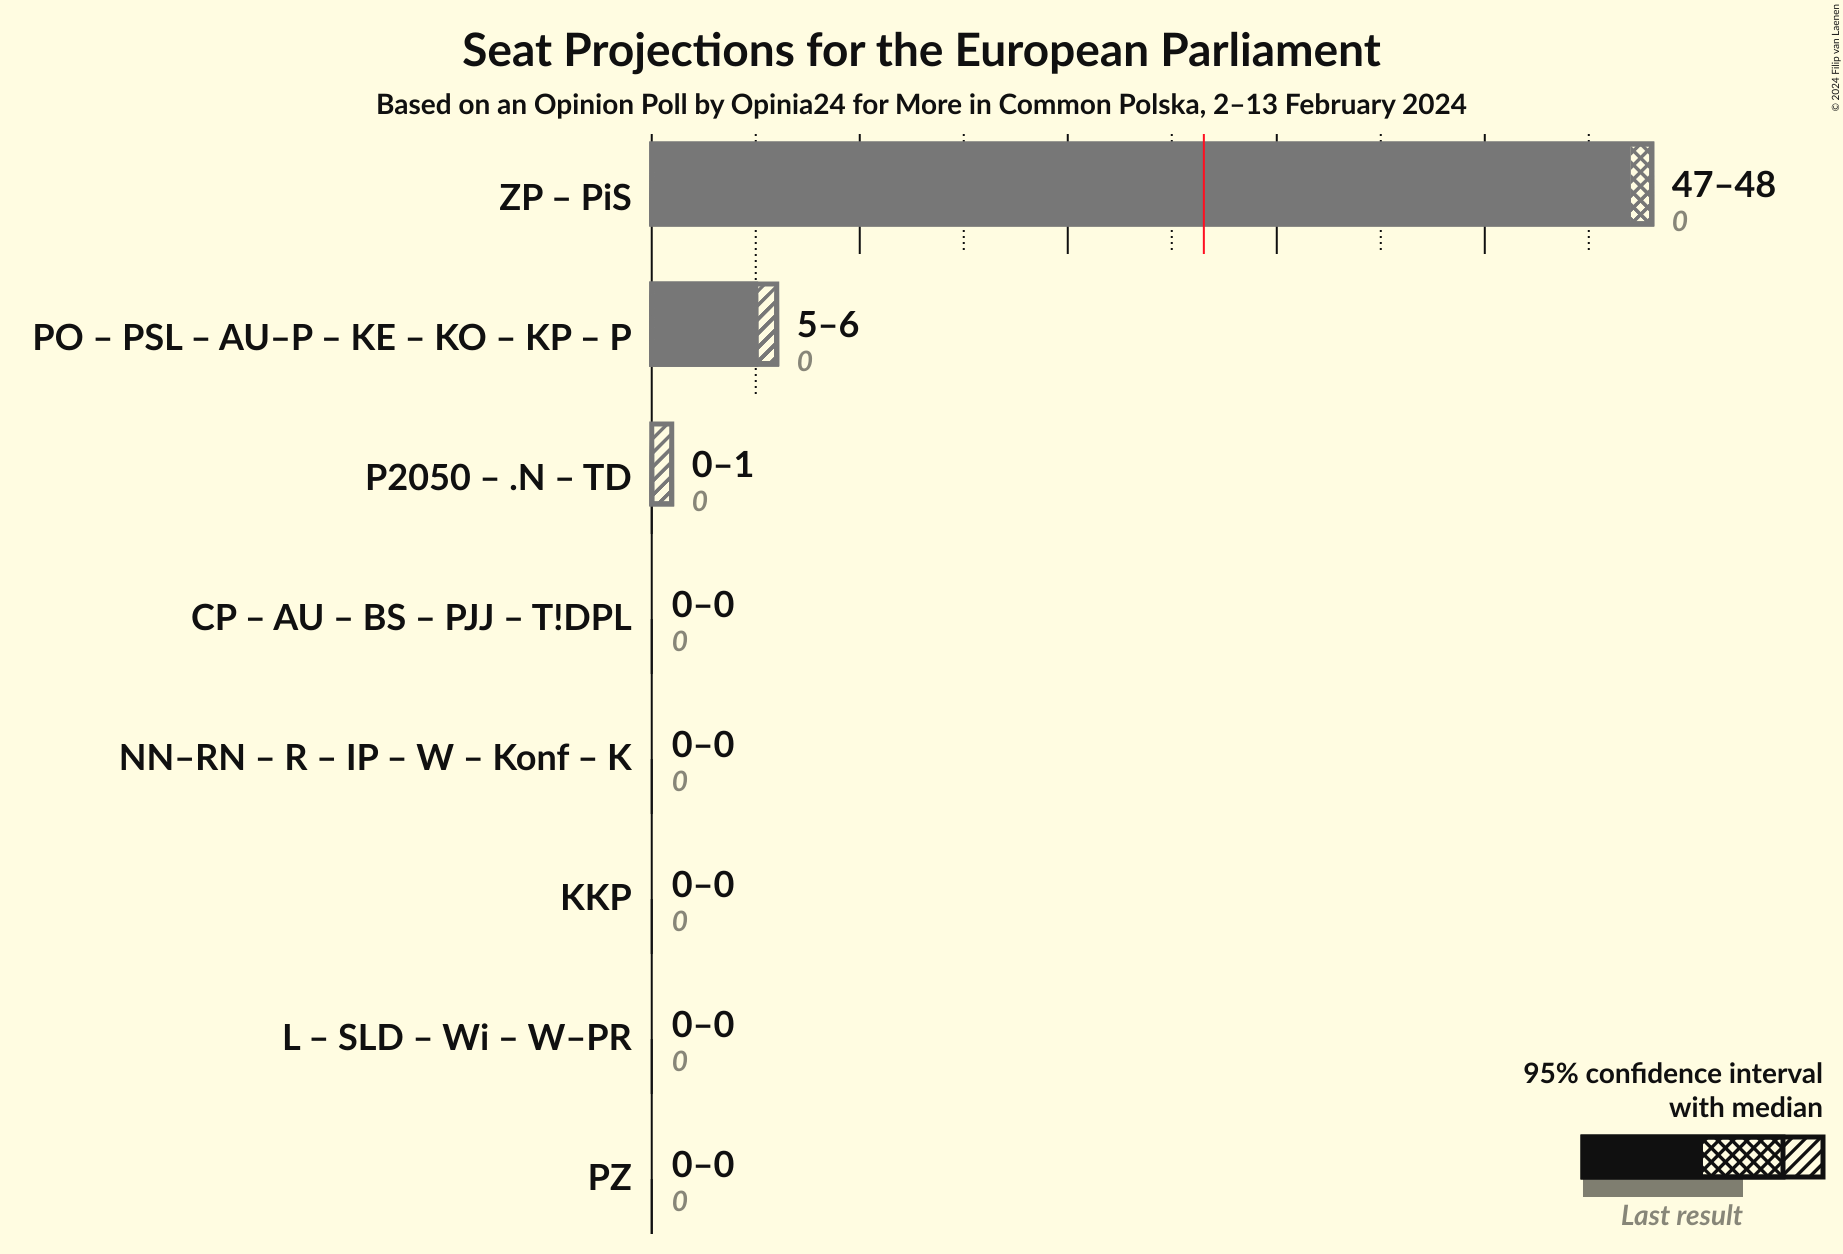 Seat Projections for the European Parliament
Based on an Opinion Poll by Opinia24 for More in Common Polska, 2–13 February 2024
© 2024 Filip van Laenen
ZP – PiS
47–48
0
PO – PSL – AU–P – KE – KO – KP – P
5–6
0
P2050 – .N – TD
0–1
0
CP – AU – BS – PJJ – T!DPL
0–0
0
NN–RN – R – IP – W – Konf – K
0–0
0
KKP
0–0
0
L – SLD – Wi – W–PR
0–0
0
PZ
0–0
0
95% confidence interval
with median
Last result